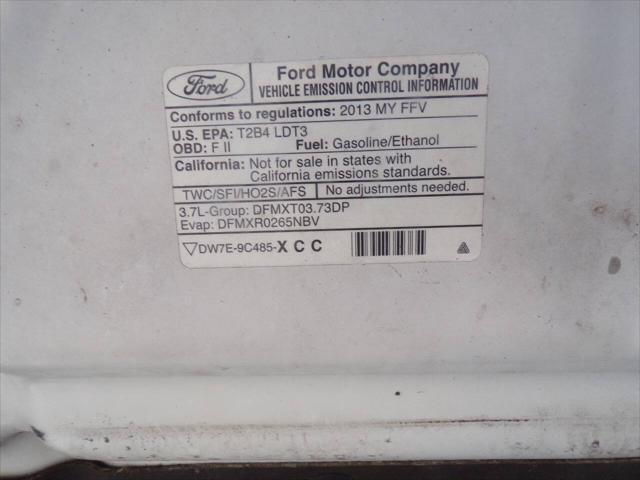 Ford
Ford Motor Company
VEHICLE EMISSION CONTROL INFORMATION
Conforms to regulations: 2013 MY FFV
U.S. EPA: T2B4 LDT3
OBD: F II Fuel: Gasoline/Ethanol
California: Not for sale in states with
California emissions standards.
TWC/SFI/HO2S/AFS No adjustments needed.
3.7L-Group: DFMXT03.73DP
Evap: DFMXR0265NBV
DW7E-9C485-X C C